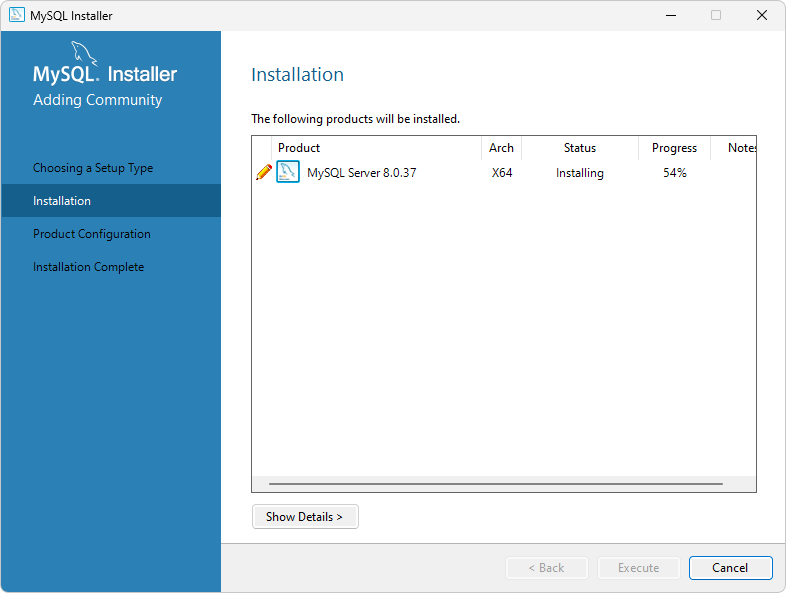 MySQL Installer
MySQL. Installer
Adding Community
Choosing a Setup Type
Installation
Product Configuration
Installation Complete
Installation
The following products will be installed.
Product Arch Status Progress Notes
MySQL Server 8.0.37 X64 Installing 54%
Show Details >
< Back Execute Cancel